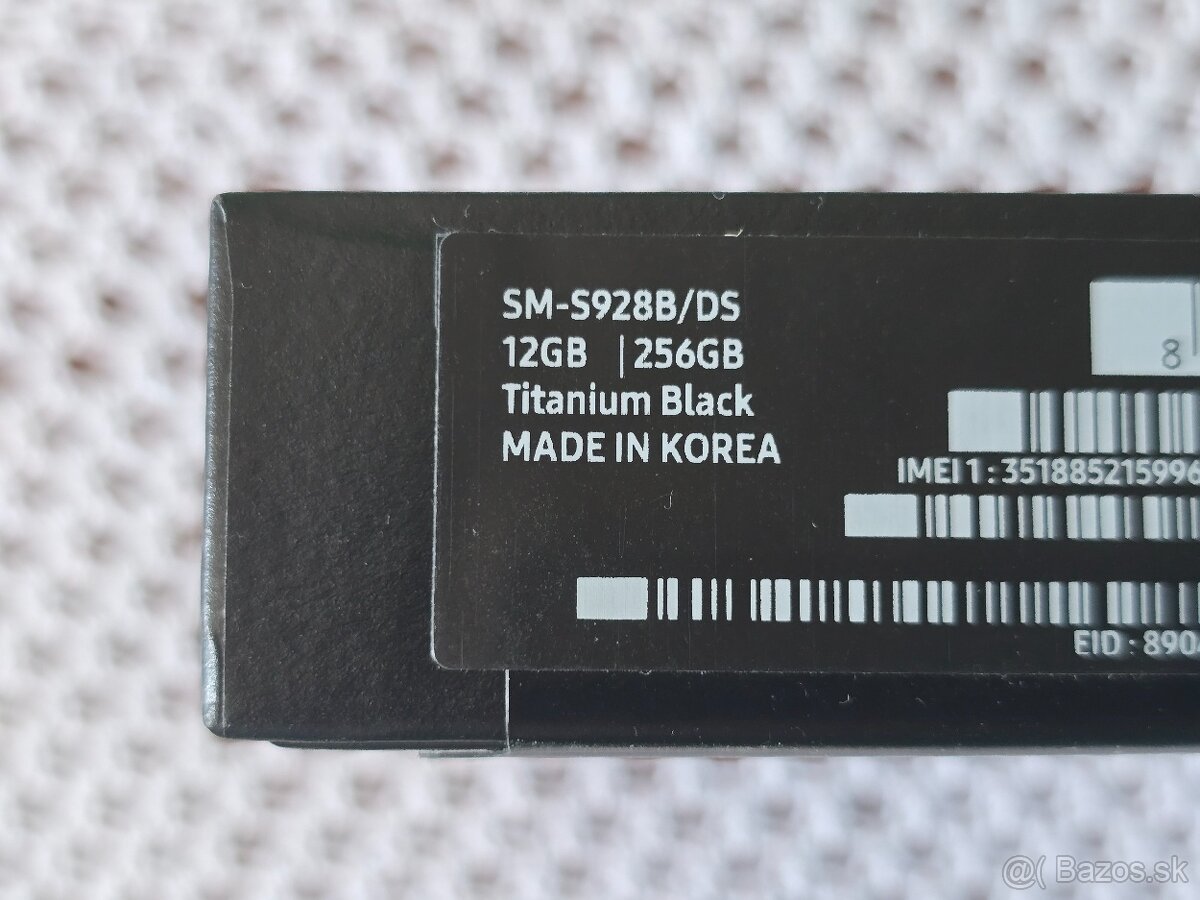 SM-S928B/DS
12GB | 256GB
Titanium Black
MADE IN KOREA
8
IMEI 1 : 351885215996
EID : 890
@( Bazos.sk